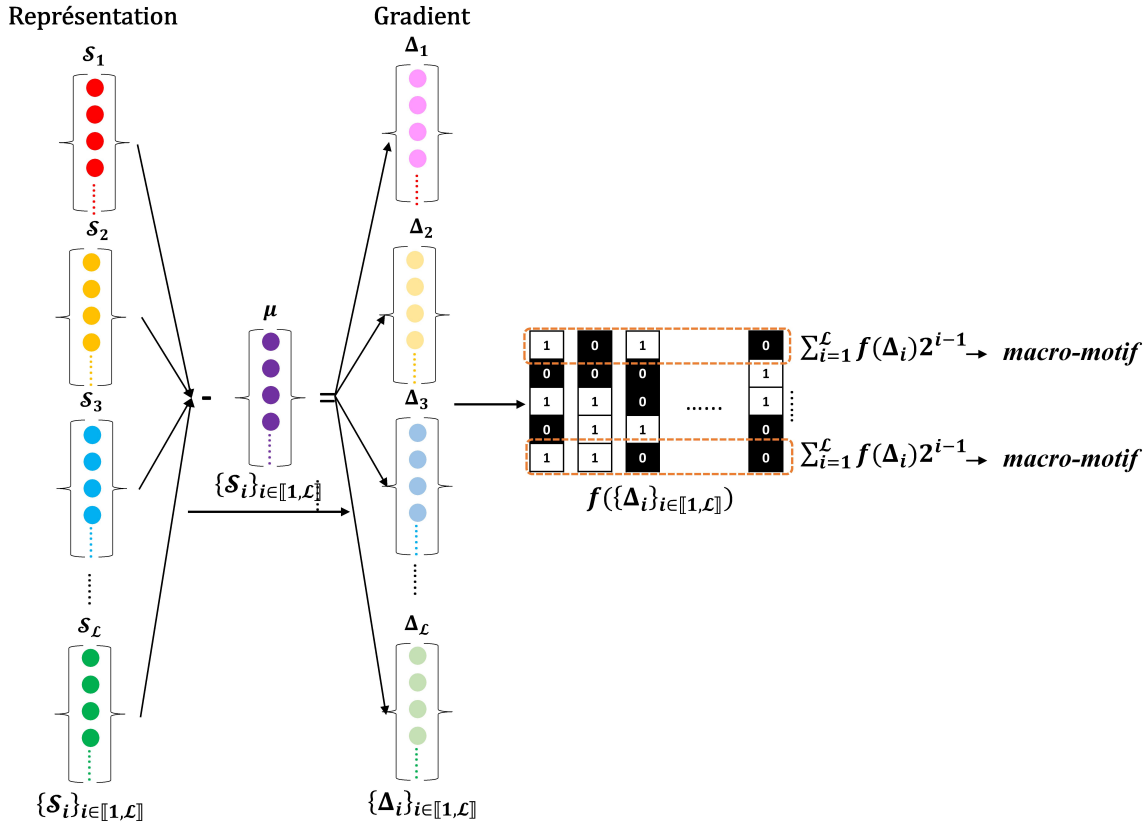 Représentation
Gradient
𝒮₁
Δ₁
𝒮₂
Δ₂
μ
𝒮₃
Δ₃
- =
{𝒮ᵢ}ᵢ∈⟦1,ℒ⟧
1 0 1 0
0 0 0 1
1 1 0 ...... 1
0 1 1 0
1 1 0 0
∑ᵢ₌₁^ℒ f(Δᵢ)2^{i−1} → macro-motif
∑ᵢ₌₁^ℒ f(Δᵢ)2^{i−1} → macro-motif
f({Δᵢ}ᵢ∈⟦1,ℒ⟧)
𝒮_ℒ
Δ_ℒ
{𝒮ᵢ}ᵢ∈⟦1,ℒ⟧
{Δᵢ}ᵢ∈⟦1,ℒ⟧